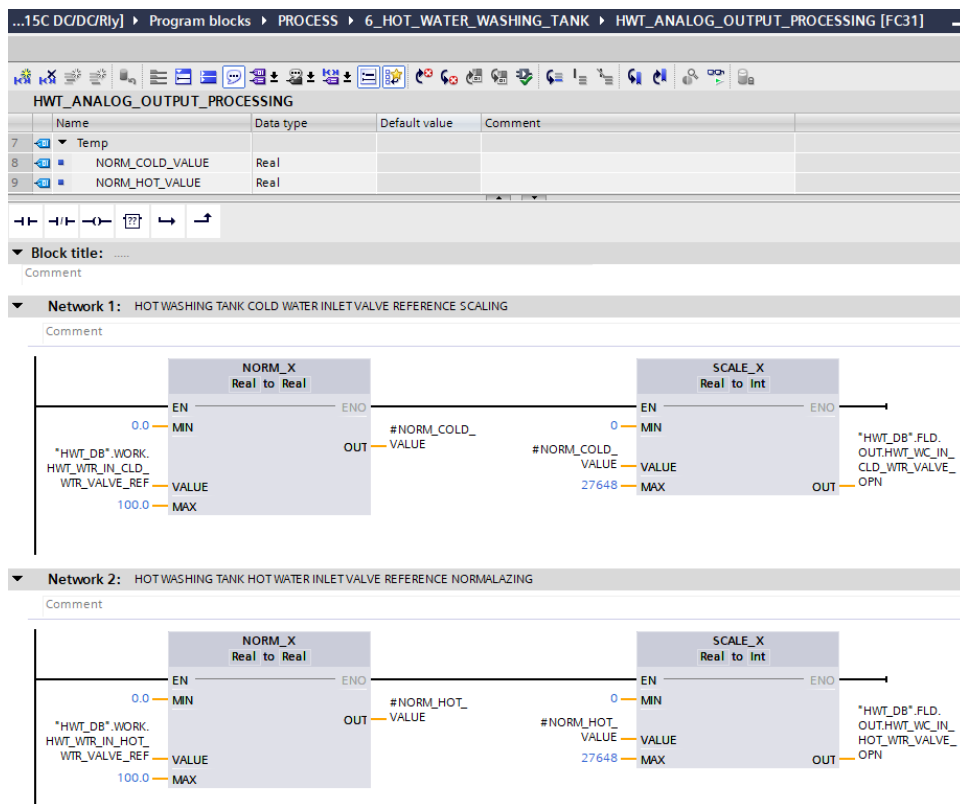 ...15C DC/DC/Rly] ▸ Program blocks ▸ PROCESS ▸ 6_HOT_WATER_WASHING_TANK ▸ HWT_ANALOG_OUTPUT_PROCESSING [FC31]
HWT_ANALOG_OUTPUT_PROCESSING
Name Data type Default value Comment
7 Temp
8 NORM_COLD_VALUE Real
9 NORM_HOT_VALUE Real
??
Block title: .....
Comment
Network 1: HOT WASHING TANK COLD WATER INLET VALVE REFERENCE SCALING
Comment
NORM_X
Real to Real
EN ENO
0.0 MIN
OUT
#NORM_COLD_
VALUE
"HWT_DB".WORK.
HWT_WTR_IN_CLD_
WTR_VALVE_REF VALUE
100.0 MAX
SCALE_X
Real to Int
EN ENO
0 MIN
#NORM_COLD_
VALUE VALUE
27648 MAX
OUT
"HWT_DB".FLD.
OUT.HWT_WC_IN_
CLD_WTR_VALVE_
OPN
Network 2: HOT WASHING TANK HOT WATER INLET VALVE REFERENCE NORMALAZING
Comment
NORM_X
Real to Real
EN ENO
0.0 MIN
OUT
#NORM_HOT_
VALUE
"HWT_DB".WORK.
HWT_WTR_IN_HOT_
WTR_VALVE_REF VALUE
100.0 MAX
SCALE_X
Real to Int
EN ENO
0 MIN
#NORM_HOT_
VALUE VALUE
27648 MAX
OUT
"HWT_DB".FLD.
OUT.HWT_WC_IN_
HOT_WTR_VALVE_
OPN